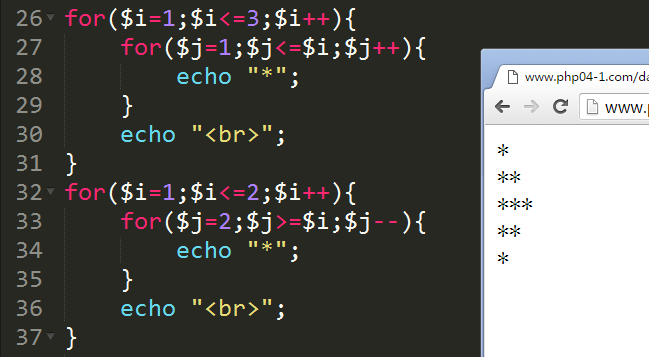 26 for($i=1;$i<=3;$i++){
27     for($j=1;$j<=$i;$j++){
28         echo "*";
29     }
30     echo "<br>";
31 }
32 for($i=1;$i<=2;$i++){
33     for($j=2;$j>=$i;$j--){
34         echo "*";
35     }
36     echo "<br>";
37 }
www.php04-1.com/da
www.p
*
**
***
**
*